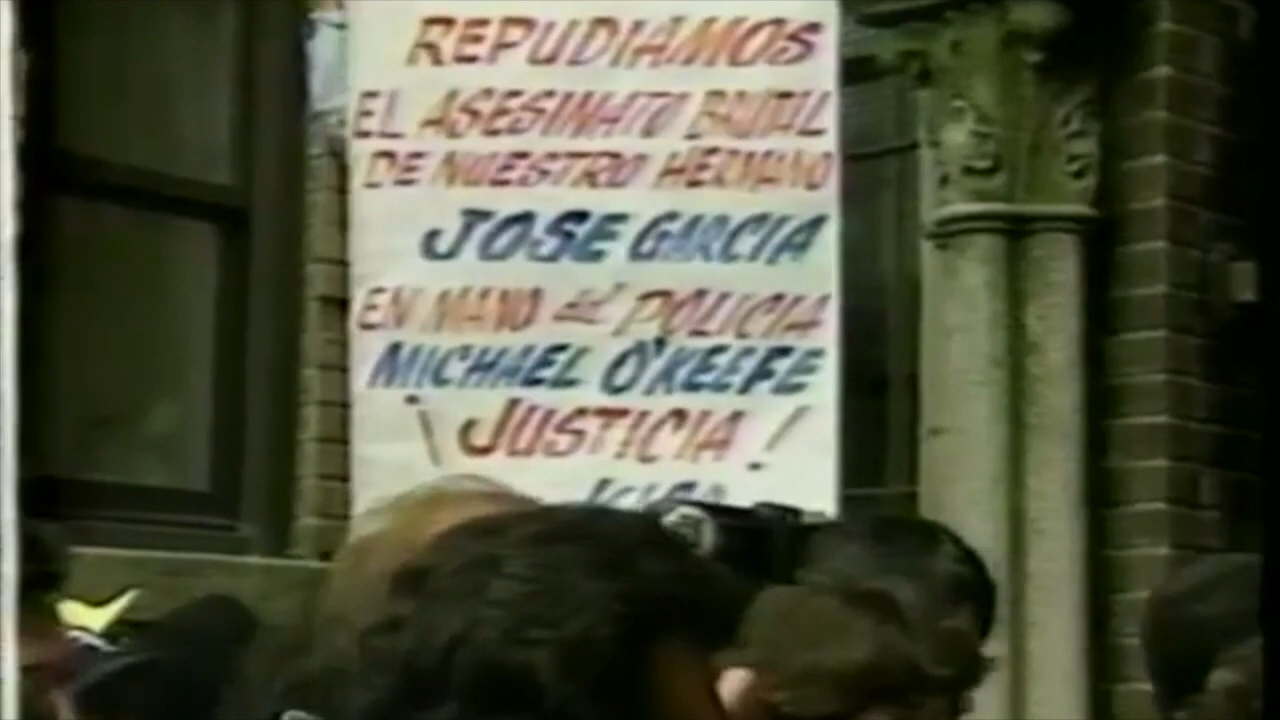 REPUDIAMOS
EL ASESINATO BRUTAL
DE NUESTRO HERMANO
JOSE GARCIA
EN MANO del POLICIA
MICHAEL O'KEEFE
¡JUSTICIA!